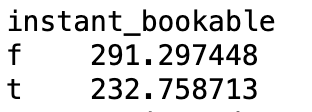 instant_bookable
f    291.297448
t    232.758713